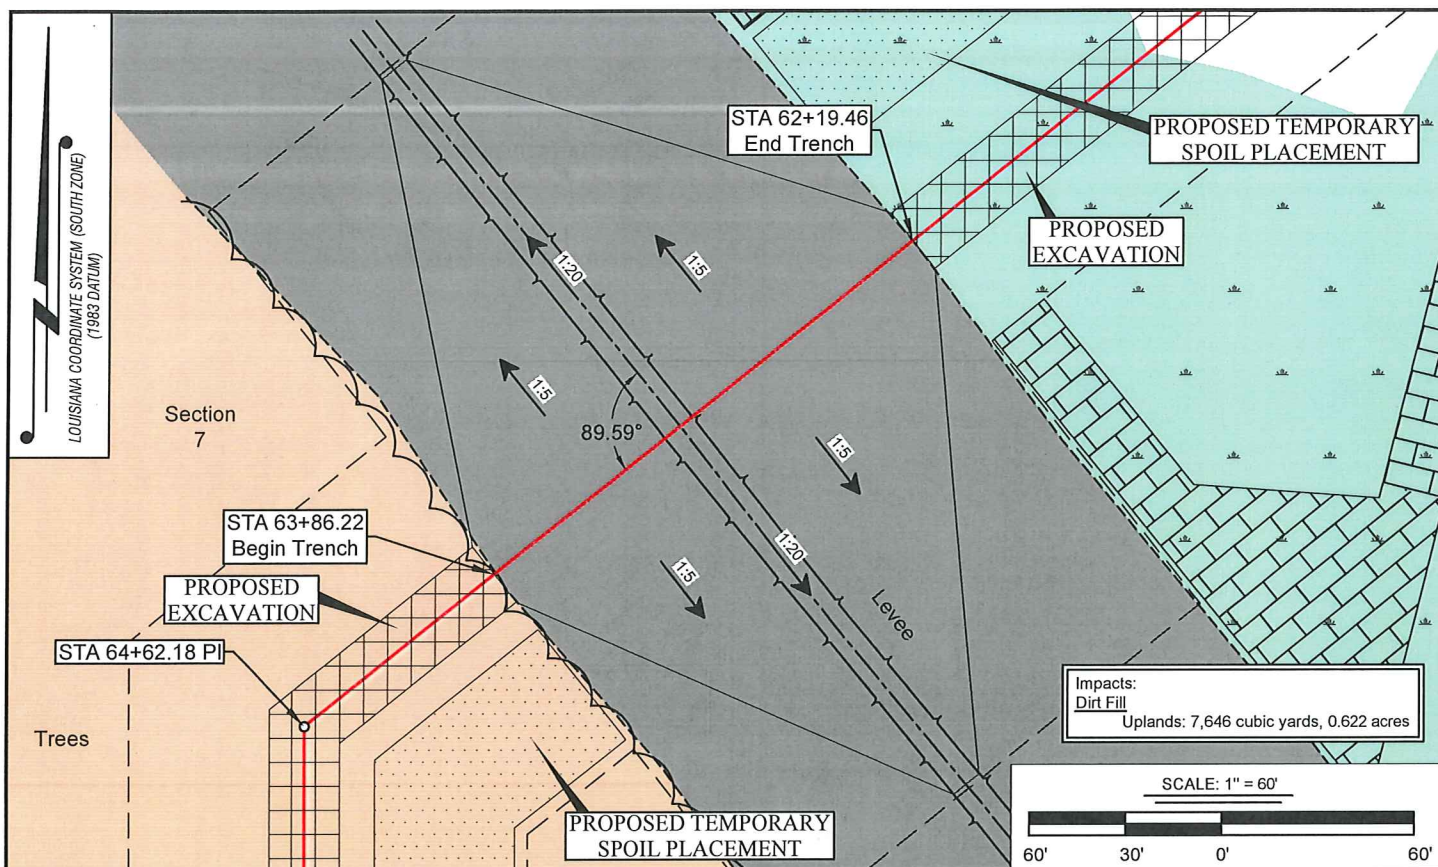 LOUISIANA COORDINATE SYSTEM (SOUTH ZONE)
(1983 DATUM)
STA 62+19.46
End Trench
PROPOSED TEMPORARY
SPOIL PLACEMENT
PROPOSED
EXCAVATION
1:20
1:5
1:5
Section
7
89.59°
1:5
STA 63+86.22
Begin Trench
1:20
1:5
PROPOSED
EXCAVATION
Levee
STA 64+62.18 PI
Trees
Impacts:
Dirt Fill
Uplands: 7,646 cubic yards, 0.622 acres
PROPOSED TEMPORARY
SPOIL PLACEMENT
SCALE: 1" = 60'
60' 30' 0' 60'